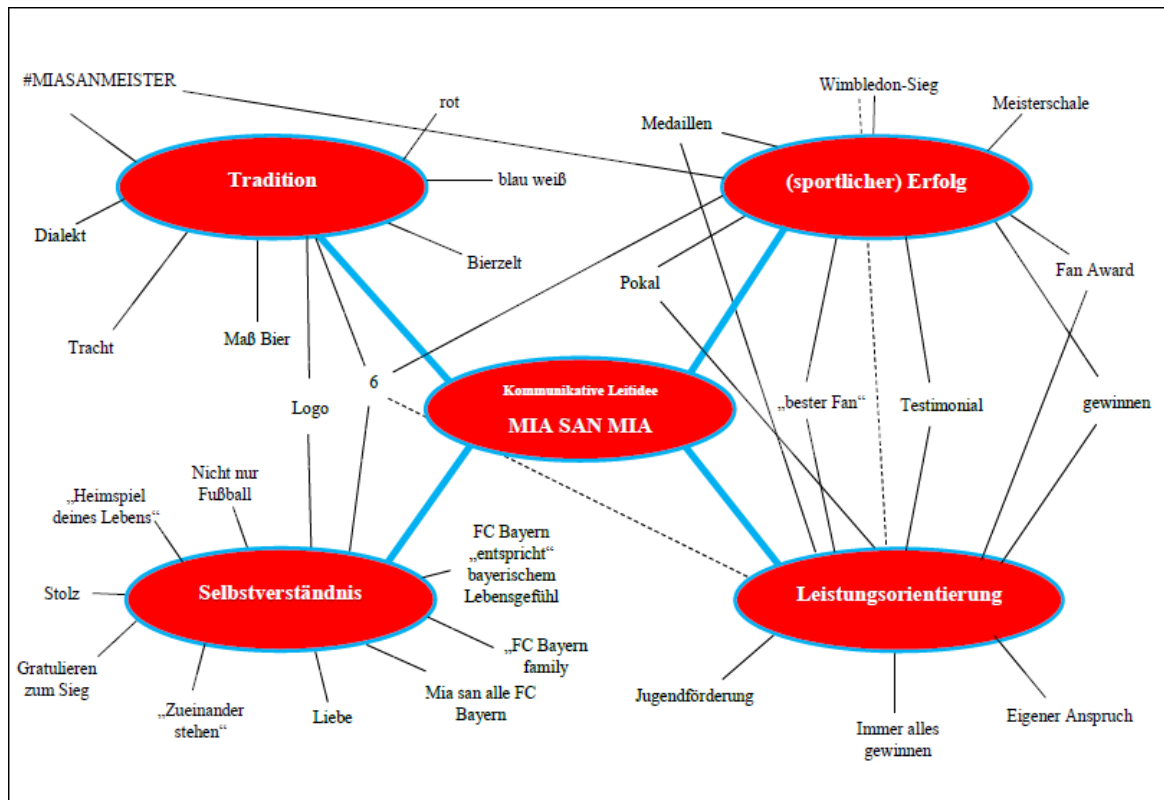 #MIASANMEISTER
rot
Wimbledon-Sieg
Meisterschale
Medaillen
Tradition
blau weiß
(sportlicher) Erfolg
Dialekt
Bierzelt
Pokal
Fan Award
Tracht
Maß Bier
6
Logo
Kommunikative Leitidee
MIA SAN MIA
„bester Fan“
Testimonial
gewinnen
Nicht nur
Fußball
„Heimspiel
deines Lebens“
FC Bayern
„entspricht“
bayerischem
Lebensgefühl
Stolz
Selbstverständnis
Leistungsorientierung
Gratulieren
zum Sieg
„Zueinander
stehen“
Liebe
Mia san alle FC
Bayern
„FC Bayern
family
Jugendförderung
Immer alles
gewinnen
Eigener Anspruch